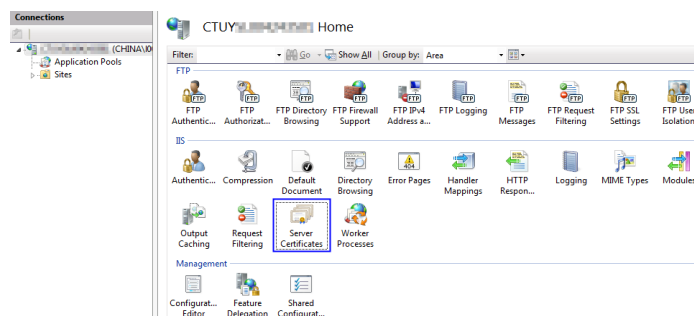 Connections
CTUY Home
(CHINA\
Application Pools
Sites
Filter: Go Show All Group by: Area
FTP
FTP Authentic...
FTP Authorizat...
FTP Directory Browsing
FTP Firewall Support
FTP IPv4 Address a...
FTP Logging
FTP Messages
FTP Request Filtering
FTP SSL Settings
FTP User Isolation
IIS
Authentic...
Compression
Default Document
Directory Browsing
Error Pages
Handler Mappings
HTTP Respon...
Logging
MIME Types
Modules
Output Caching
Request Filtering
Server Certificates
Worker Processes
Management
Configurat... Editor
Feature Delegation
Shared Configurat...